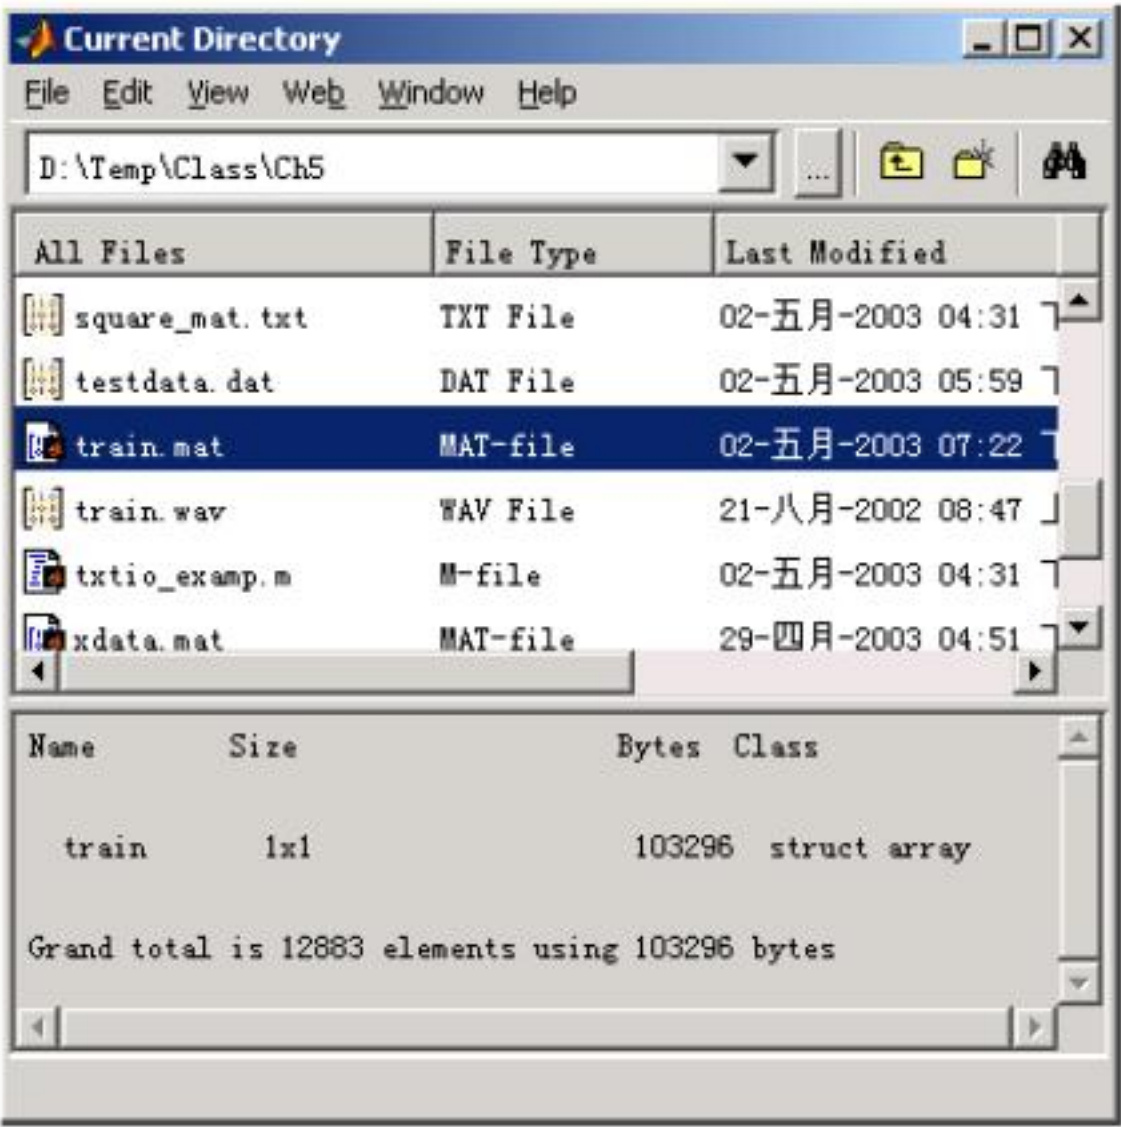 Current Directory
File Edit View Web Window Help
D:\Temp\Class\Ch5 ...
All Files File Type Last Modified
square_mat.txt TXT File 02-五月-2003 04:31
testdata.dat DAT File 02-五月-2003 05:59
train.mat MAT-file 02-五月-2003 07:22
train.wav WAV File 21-八月-2002 08:47
txtio_examp.m M-file 02-五月-2003 04:31
xdata.mat MAT-file 29-四月-2003 04:51
Name Size Bytes Class
train 1x1 103296 struct array
Grand total is 12883 elements using 103296 bytes